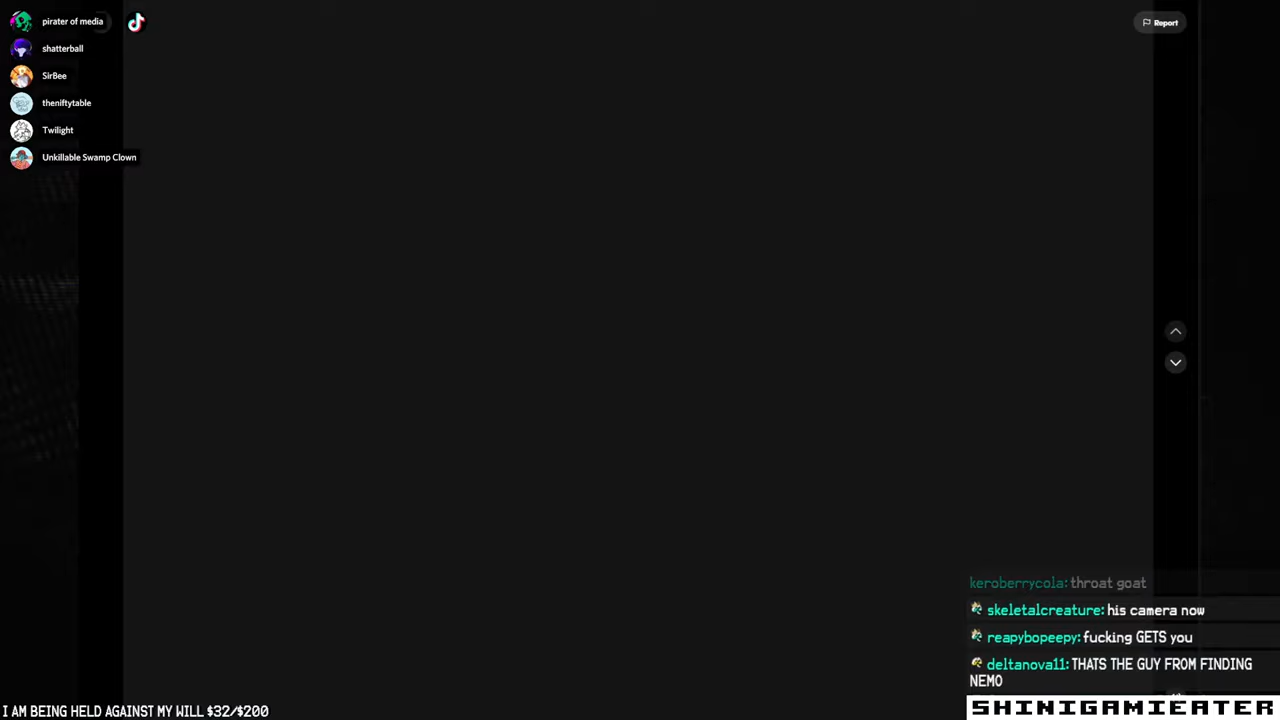 pirater of media
shatterball
SirBee
theniftytable
Twilight
Unkillable Swamp Clown
Report
keroberrycola: throat goat
skeletalcreature: his camera now
reapybopeepy: fucking GETS you
deltanova11: THATS THE GUY FROM FINDING
NEMO
I AM BEING HELD AGAINST MY WILL $32/$200
SHINIGAMIEATER